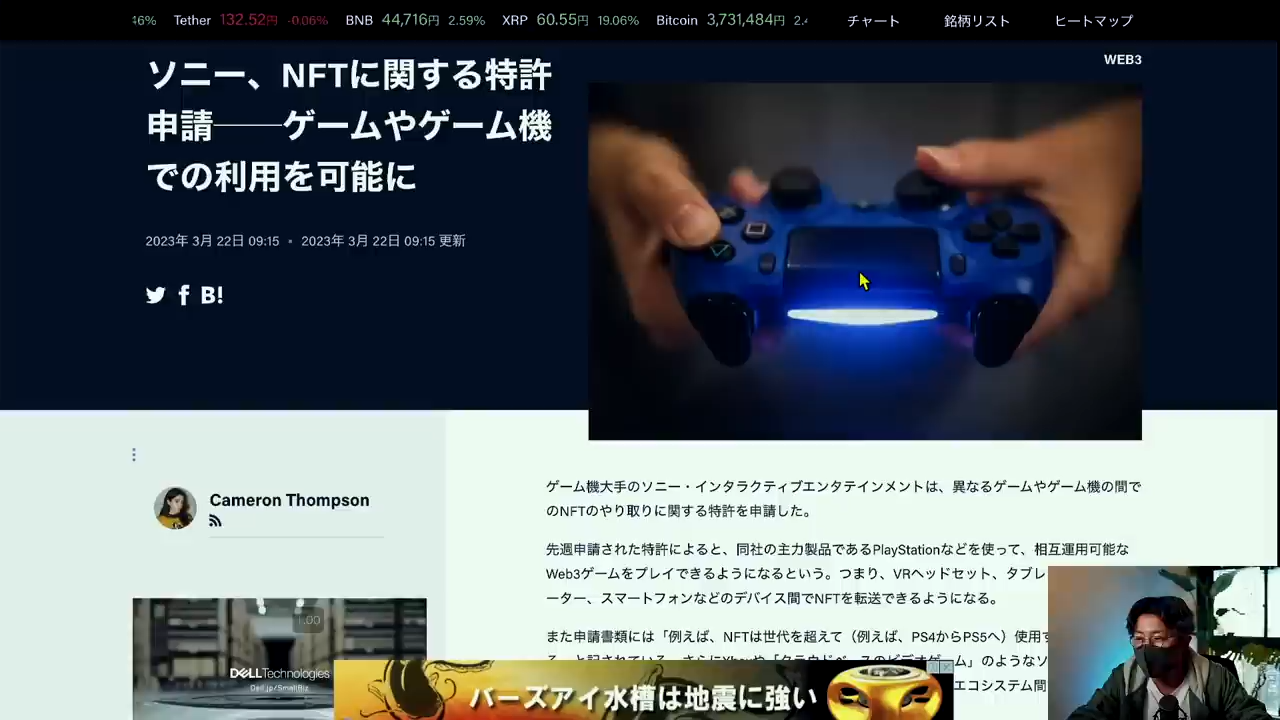 46% Tether 132.52円 -0.06% BNB 44,716円 2.59% XRP 60.55円 19.06% Bitcoin 3,731,484円 チャート 銘柄リスト ヒートマップ
WEB3
ソニー、NFTに関する特許
申請──ゲームやゲーム機
での利用を可能に
2023年 3月 22日 09:15 • 2023年 3月 22日 09:15 更新
B!
Cameron Thompson
ゲーム機大手のソニー・インタラクティブエンタテインメントは、異なるゲームやゲーム機の間で
のNFTのやり取りに関する特許を申請した。
先週申請された特許によると、同社の主力製品であるPlayStationなどを使って、相互運用可能な
Web3ゲームをプレイできるようになるという。つまり、VRヘッドセット、タブレ
ーター、スマートフォンなどのデバイス間でNFTを転送できるようになる。
また申請書類には「例えば、NFTは世代を超えて（例えば、PS4からPS5へ）使用
エコシステム間
1.00
DELLTechnologies
Dell.jp/SmallBiz
バーズアイ水槽は地震に強い